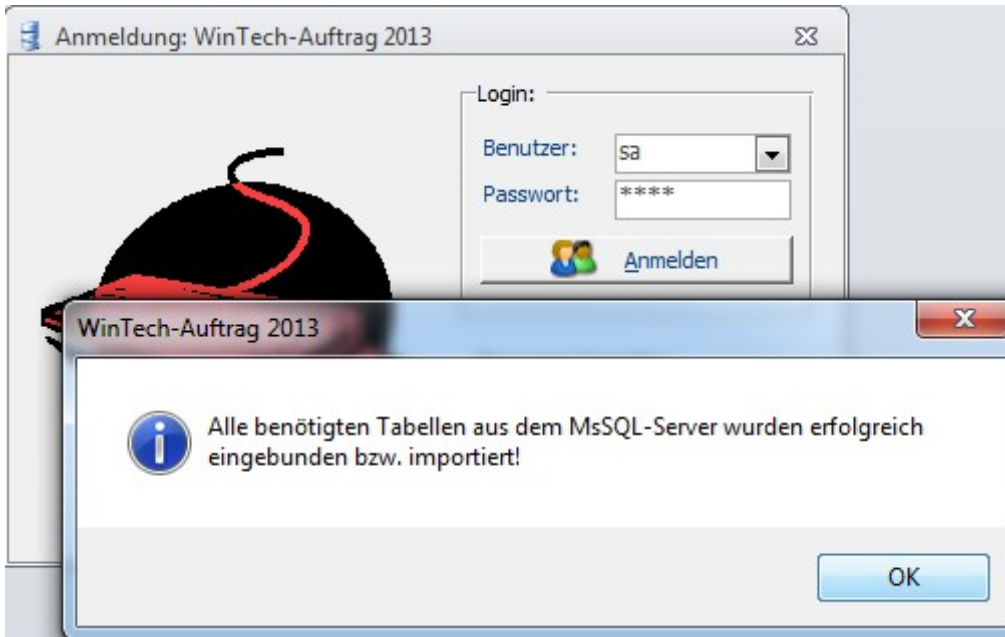 Anmeldung: WinTech-Auftrag 2013
Login:
Benutzer:
sa
Passwort:
****
Anmelden
WinTech-Auftrag 2013
Alle benötigten Tabellen aus dem MsSQL-Server wurden erfolgreich
eingebunden bzw. importiert!
OK